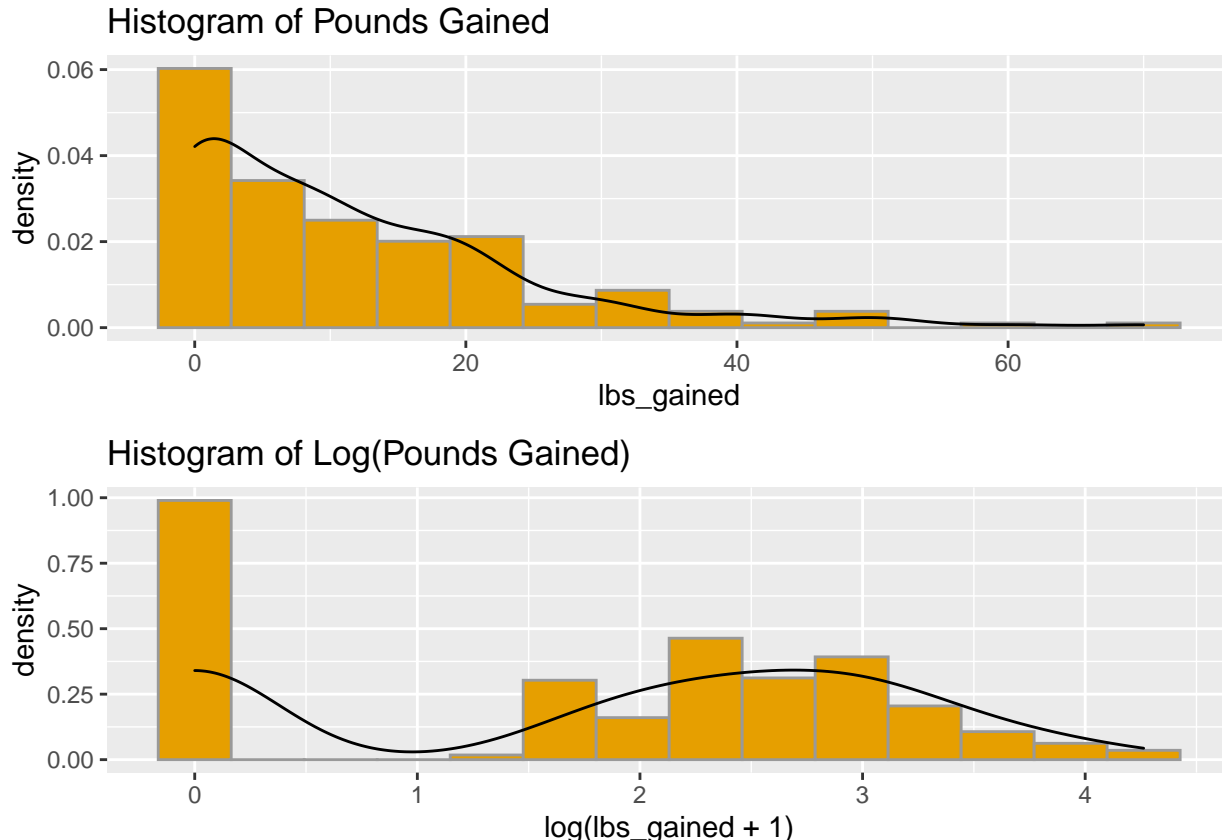 Histogram of Pounds Gained
0.06
0.04
0.02
0.00
density
0 20 40 60
lbs_gained
Histogram of Log(Pounds Gained)
1.00
0.75
0.50
0.25
0.00
density
0 1 2 3 4
log(lbs_gained + 1)